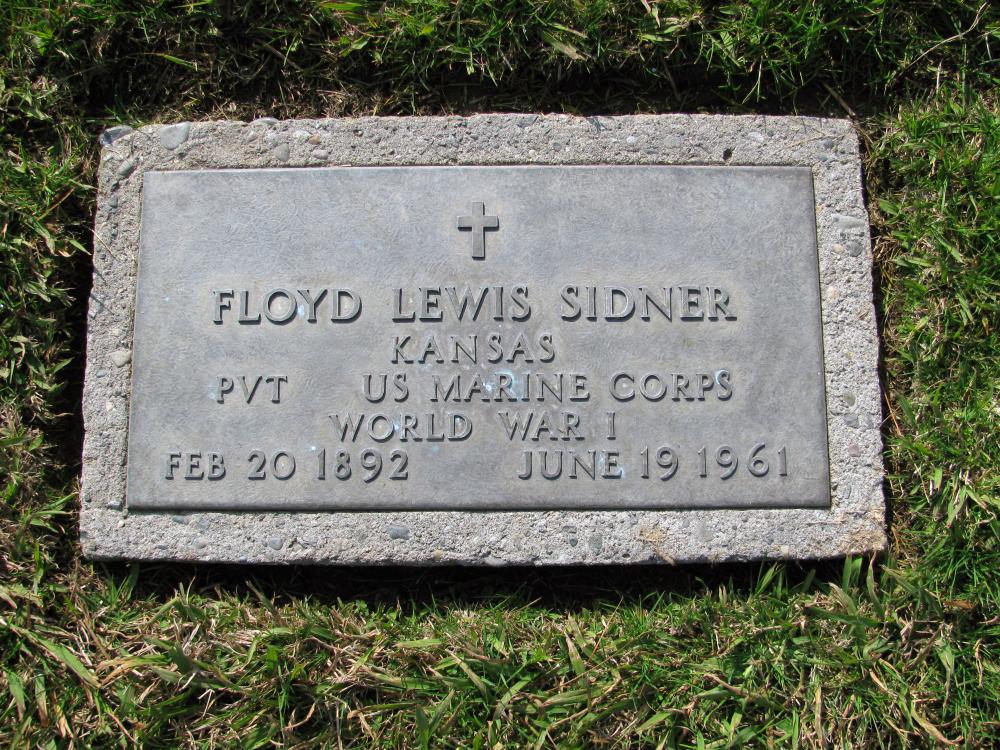 FLOYD LEWIS SIDNER
KANSAS
PVT US MARINE CORPS
WORLD WAR I
FEB 20 1892 JUNE 19 1961